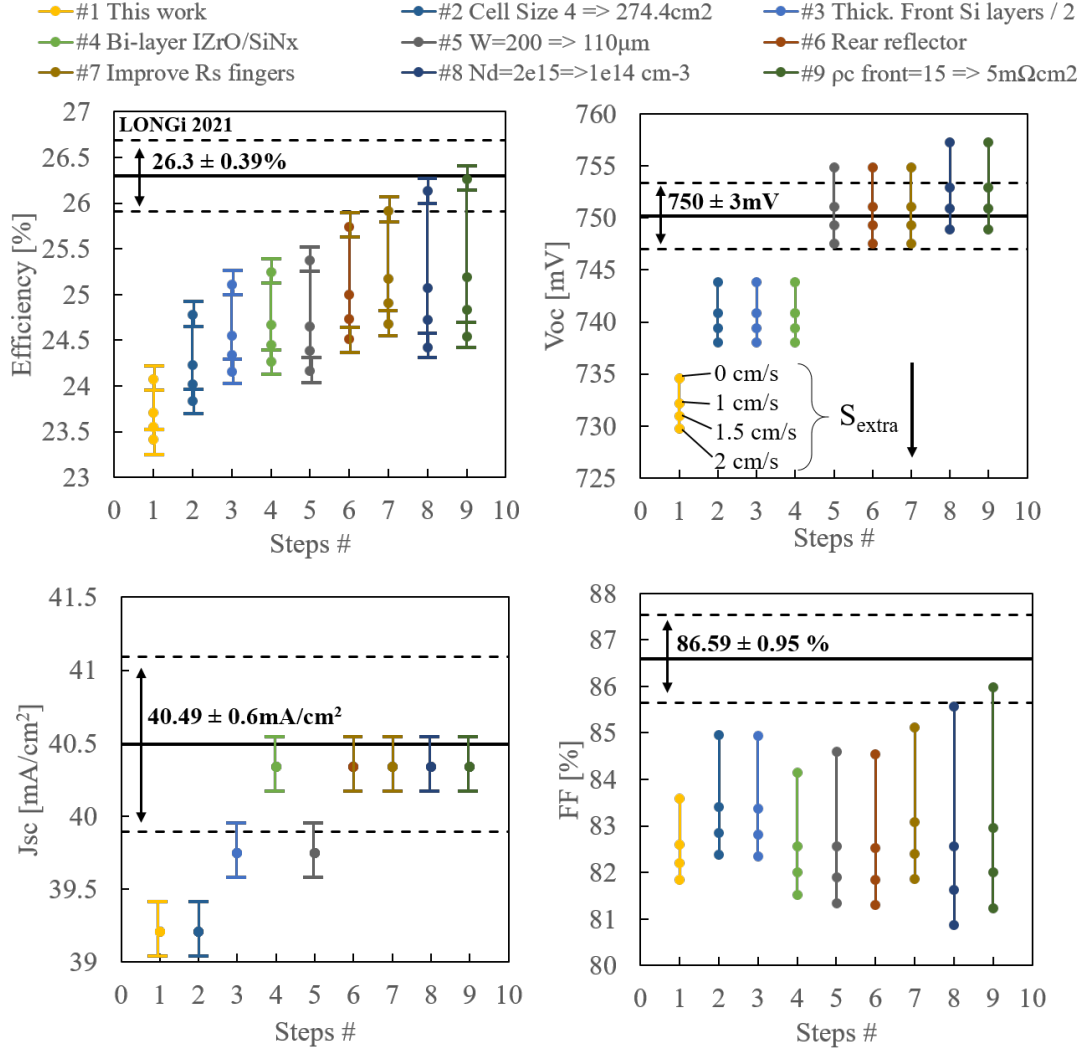 #1 This work
#2 Cell Size 4 => 274.4cm2
#3 Thick. Front Si layers / 2
#4 Bi-layer IZrO/SiNx
#5 W=200 => 110μm
#6 Rear reflector
#7 Improve Rs fingers
#8 Nd=2e15=>1e14 cm-3
#9 ρc front=15 => 5mΩcm2
Efficiency [%]
27
26.5
26
25.5
25
24.5
24
23.5
23
LONGi 2021
26.3 ± 0.39%
0 1 2 3 4 5 6 7 8 9 10
Steps #
Voc [mV]
760
755
750
745
740
735
730
725
750 ± 3mV
0 cm/s
1 cm/s
1.5 cm/s
2 cm/s
Sextra
0 1 2 3 4 5 6 7 8 9 10
Steps #
Jsc [mA/cm²]
41.5
41
40.5
40
39.5
39
40.49 ± 0.6mA/cm²
0 1 2 3 4 5 6 7 8 9 10
Steps #
FF [%]
88
87
86
85
84
83
82
81
80
86.59 ± 0.95 %
0 1 2 3 4 5 6 7 8 9 10
Steps #